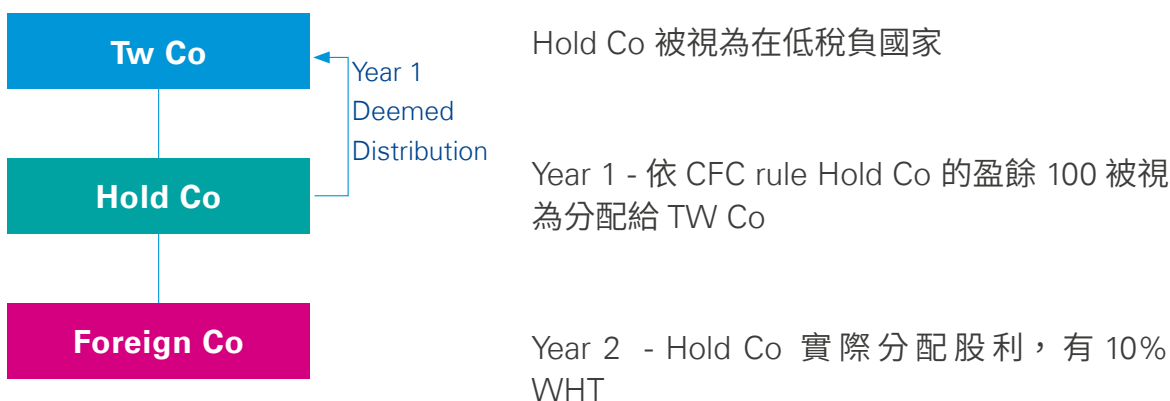 Tw Co
Year 1
Deemed
Distribution
Hold Co
Foreign Co
Hold Co 被視為在低稅負國家
Year 1 - 依 CFC rule Hold Co 的盈餘 100 被視
為分配給 TW Co
Year 2 - Hold Co 實際分配股利，有 10%
WHT